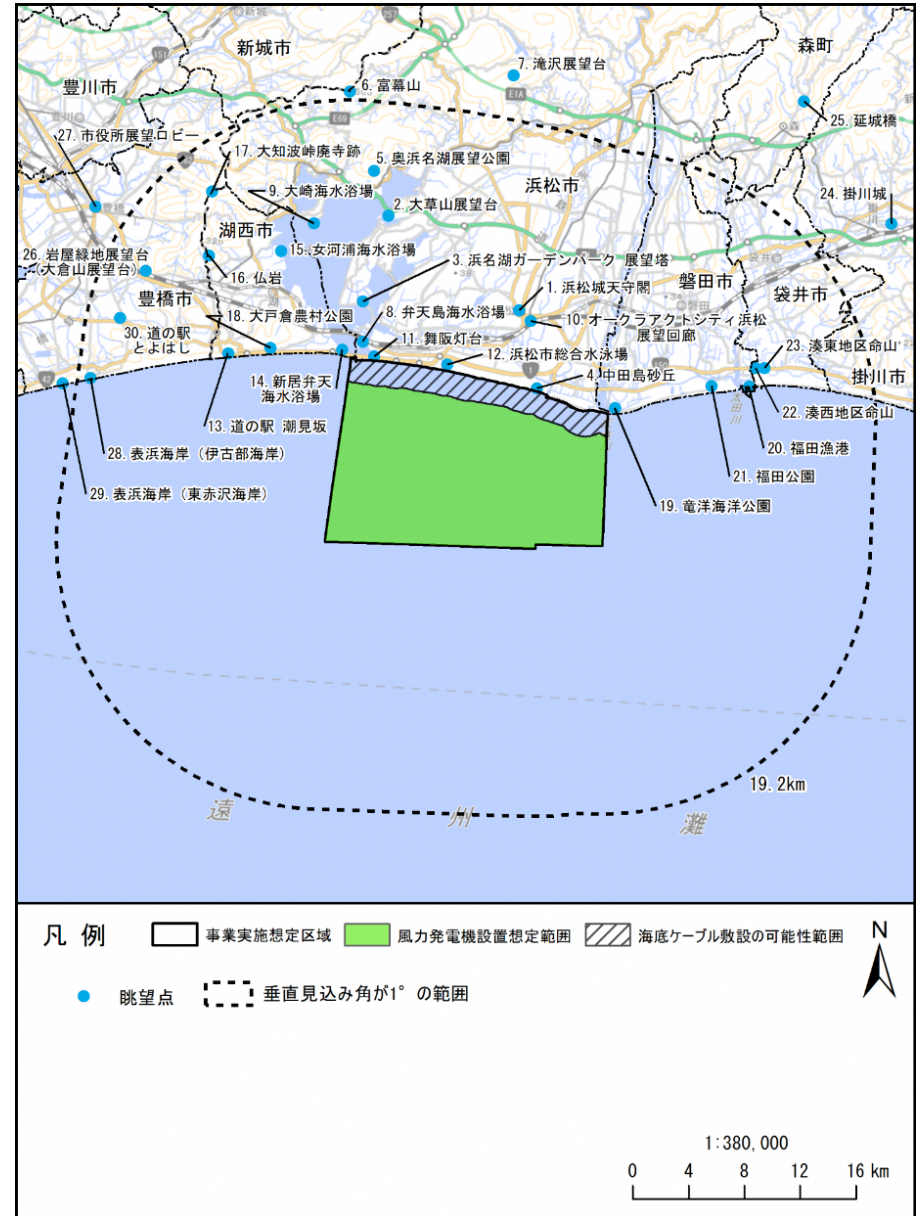 新城市
森町
豊川市
7. 滝沢展望台
6. 富幕山
E1A
E69
151
257
25. 延城橋
27. 市役所展望ロビー
17. 大知波峠廃寺跡
5. 奥浜名湖展望公園
浜松市
9. 大崎海水浴場
24. 掛川城
2. 大草山展望台
湖西市
15. 女河浦海水浴場
26. 岩屋緑地展望台
(大倉山展望台)
16. 仏岩
3. 浜名湖ガーデンパーク 展望塔
磐田市
袋井市
豊橋市
1. 浜松城天守閣
18. 大戸倉農村公園
8. 弁天島海水浴場
10. オークラアクトシティ浜松
展望回廊
30. 道の駅
とよはし
11. 舞阪灯台
12. 浜松市総合水泳場
23. 湊東地区命山
1
42
14. 新居弁天
海水浴場
4. 中田島砂丘
掛川市
太田川
22. 湊西地区命山
13. 道の駅 潮見坂
20. 福田漁港
28. 表浜海岸（伊古部海岸）
21. 福田公園
29. 表浜海岸（東赤沢海岸）
19. 竜洋海洋公園
19.2km
遠 州 灘
凡 例
事業実施想定区域
風力発電機設置想定範囲
海底ケーブル敷設の可能性範囲
N
眺望点
垂直見込み角が1°の範囲
1:380,000
0 4 8 12 16 km